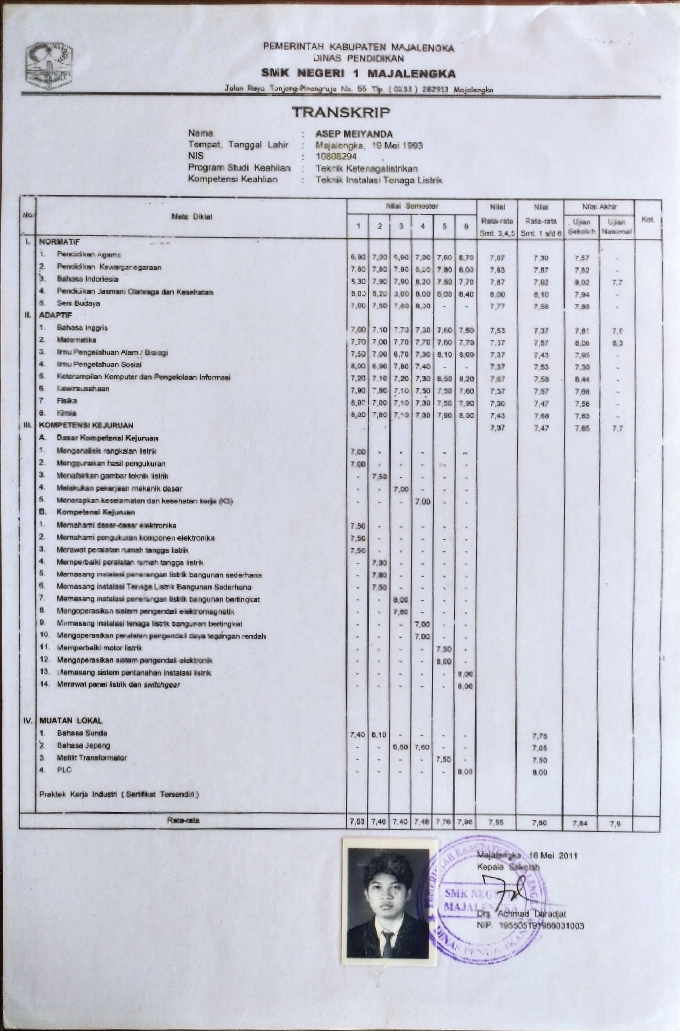 PEMERINTAH KABUPATEN MAJALENGKA
DINAS PENDIDIKAN
SMK NEGERI 1 MAJALENGKA
Jalan Raya Tonjong-Pinangraja No. 55 Tlp. ( 0233 ) 282913 Majalengka
TRANSKRIP
Nama : ASEP MEIYANDA
Tempat, Tanggal Lahir : Majalengka, 19 Mei 1993
NIS : 10808294
Program Studi Keahlian : Teknik Ketenagalistrikan
Kompetensi Keahlian : Teknik Instalasi Tenaga Listrik
No. Mata Diklat Nilai Semester Nilai Nilai Nilai Akhir Ket.
1 2 3 4 5 6 Rata-rata Smt. 3,4,5 Rata-rata Smt. 1 s/d 6 Ujian Sekolah Ujian Nasional
I. NORMATIF
1. Pendidikan Agama 7,00 7,00 7,60 8,70 7,07 7,30 7,57 -
2. Pendidikan Kewarganegaraan 7,90 7,90 8,20 7,80 8,00 7,93 7,87 7,82 -
3. Bahasa Indonesia 8,30 7,90 7,90 8,20 7,50 7,70 7,87 7,92 8,02 7,7
4. Pendidikan Jasmani Olahraga dan Kesehatan 8,00 8,20 8,00 8,00 8,40 8,00 8,10 7,94 -
5. Seni Budaya 7,00 7,50 7,80 - - 7,77 7,58 7,88 -
II. ADAPTIF
1. Bahasa Inggris 7,00 7,10 7,70 7,30 7,60 7,50 7,53 7,37 7,81 7,9
2. Matematika 7,70 7,00 7,70 7,70 7,60 7,70 7,37 7,57 8,06 8,3
3. Ilmu Pengetahuan Alam / Biologi 7,50 7,00 6,70 7,30 8,10 8,00 7,37 7,43 7,95 -
4. Ilmu Pengetahuan Sosial 8,00 6,90 7,80 7,40 - - 7,37 7,53 7,30 -
5. Keterampilan Komputer dan Pengelolaan Informasi 7,20 7,10 7,20 7,30 8,50 8,20 7,67 7,58 8,44 -
6. Kewirausahaan 7,90 7,80 7,10 7,50 7,60 7,37 7,57 7,68 -
7. Fisika 8,00 7,00 7,10 7,30 7,50 7,90 7,30 7,47 7,56 -
8. Kimia 8,00 7,80 7,10 7,30 7,90 8,00 7,43 7,68 7,63 -
III. KOMPETENSI KEJURUAN 7,47 7,85 7,7
A. Dasar Kompetensi Kejuruan
1. Menganalisis rangkaian listrik 7,00 - - - - -
2. Menggunakan hasil pengukuran 7,00 - - - - -
3. Menafsirkan gambar teknik listrik - 7,50 - - - -
4. Melakukan pekerjaan mekanik dasar - - 7,00 - - -
5. Menerapkan keselamatan dan kesehatan kerja (K3) - - - 7,00 - -
B. Kompetensi Kejuruan
1. Memahami dasar-dasar elektronika 7,50 - - - - -
2. Memahami pengukuran komponen elektronika 7,50 - - - - -
3. Merawat peralatan rumah tangga listrik 7,50 - - - - -
4. Memperbaiki peralatan rumah tangga listrik - 7,30 - - - -
5. Memasang instalasi penerangan listrik bangunan sederhana - 7,80 - - - -
6. Memasang instalasi Tenaga Listrik Bangunan Sederhana - 7,50 - - - -
7. Memasang instalasi penerangan listrik bangunan bertingkat - - 8,00 - - -
8. Mengoperasikan sistem pengendali elektromagnetik - - 7,80 - - -
9. Memasang instalasi tenaga listrik bangunan bertingkat - - - 7,00 - -
10. Mengoperasikan peralatan pengendali daya tegangan rendah - - - 7,00 - -
11. Memperbaiki motor listrik - - - - 7,50 -
12. Mengoperasikan sistem pengendali elektronik - - - - 8,00 -
13. Memasang sistem pentanahan instalasi listrik - - - - - 8,00
14. Merawat panel listrik dan switchgear - - - - - 8,00
IV. MUATAN LOKAL
1. Bahasa Sunda 7,40 8,10 - - - - 7,75
2. Bahasa Jepang - - 6,50 7,60 - - 7,05
3. Melilit Transformator - - - - 7,50 - 7,50
4. PLC - - - - - 8,00 8,00
Praktek Kerja Industri ( Sertifikat Tersendiri )
Rata-rata 7,53 7,46 7,40 7,48 7,76 7,96 7,55 7,60 7,84 7,9
Majalengka, 16 Mei 2011
Kepala Sekolah
SMK NEGERI 1
MAJALENGKA
DINAS PENDIDIKAN
Drs. Achmad Daradjat
NIP. 195505191985031003